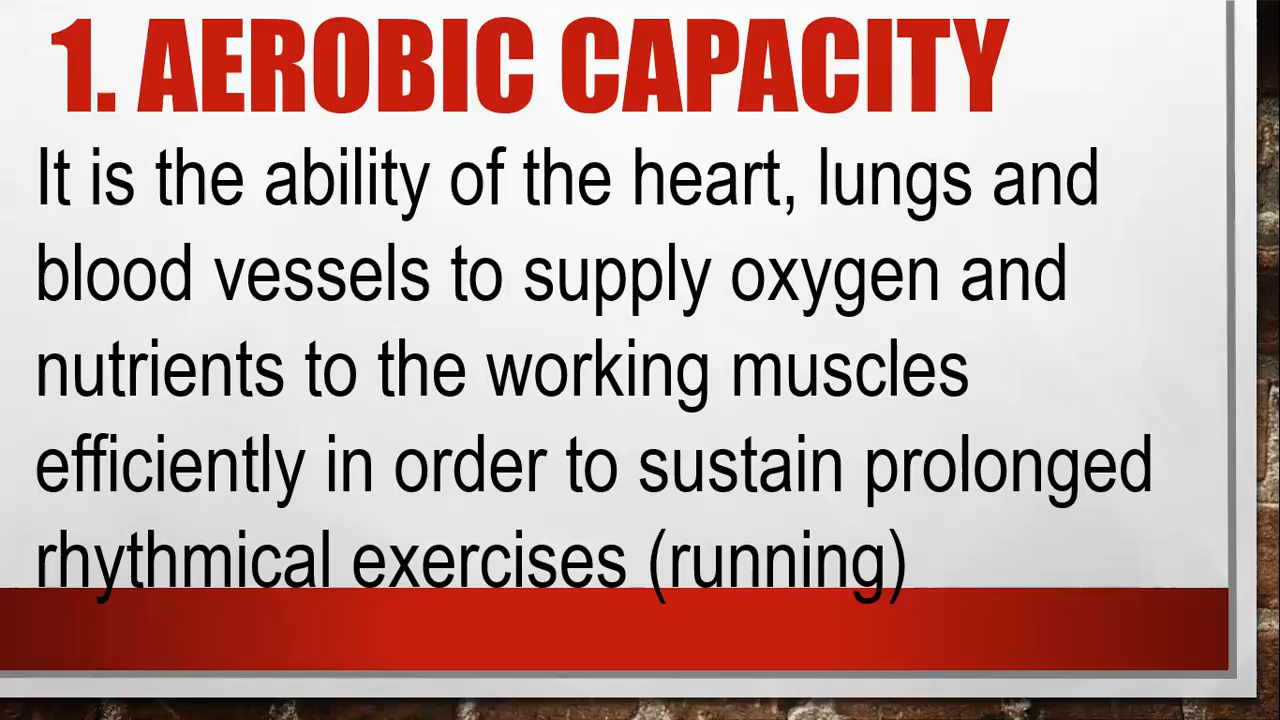 1. AEROBIC CAPACITY
It is the ability of the heart, lungs and
blood vessels to supply oxygen and
nutrients to the working muscles
efficiently in order to sustain prolonged
rhythmical exercises (running)